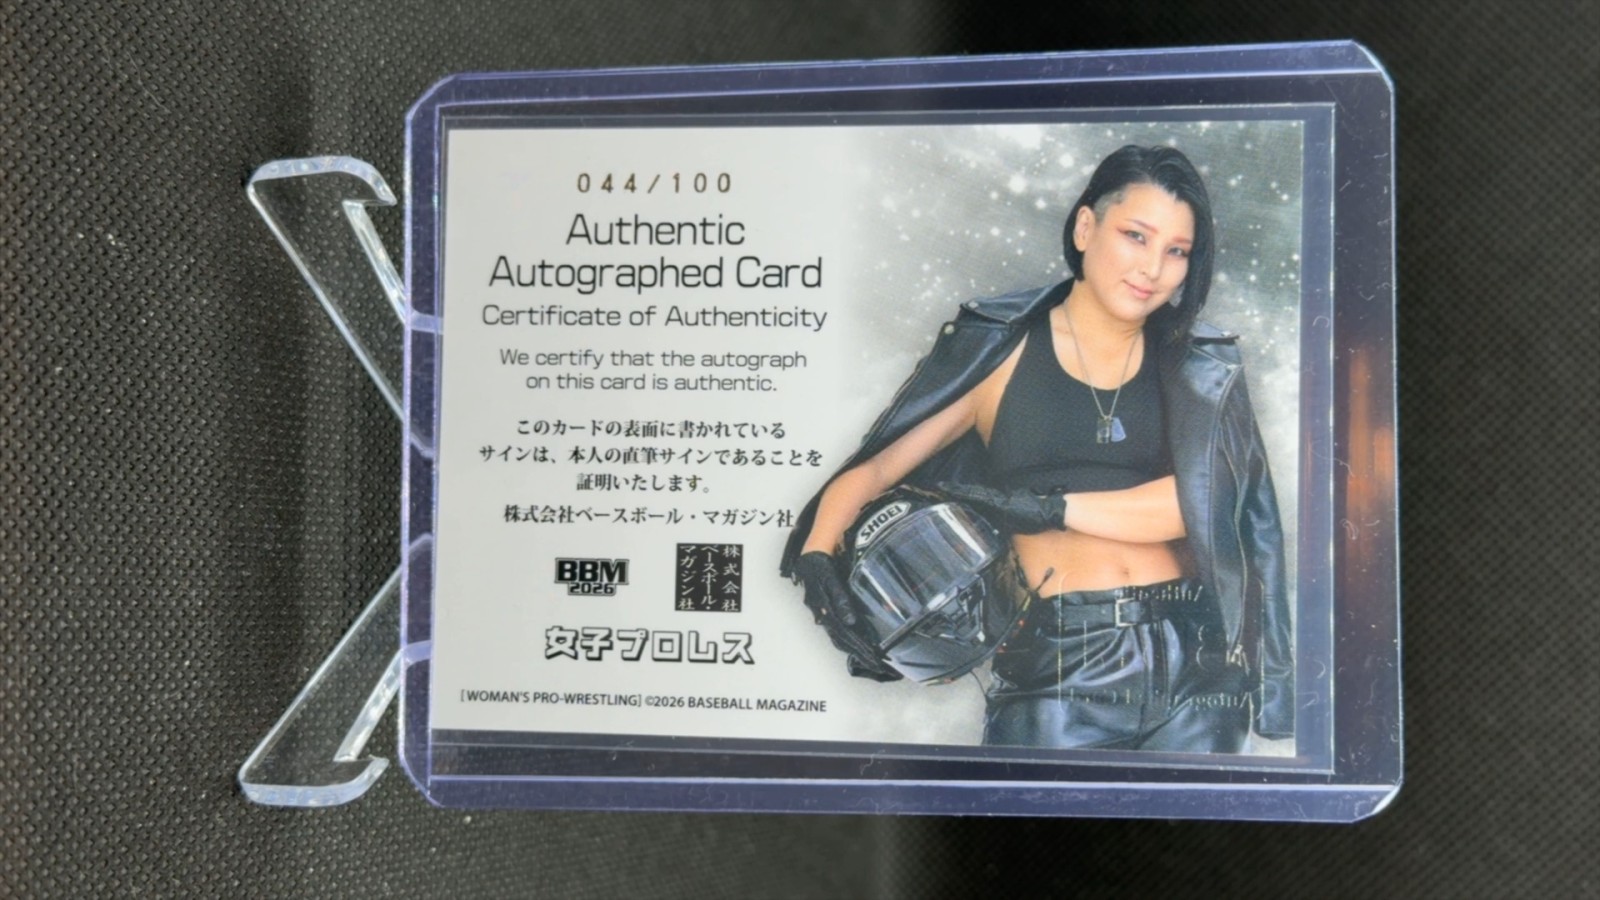 044/100
Authentic
Autographed Card
Certificate of Authenticity
We certify that the autograph
on this card is authentic.
このカードの表面に書かれている
サインは、本人の直筆サインであることを
証明いたします。
株式会社ベースボール・マガジン社
BBM
2026
株式会社
ベースボール・
マガジン社
女子プロレス
[WOMAN'S PRO-WRESTLING] ©2026 BASEBALL MAGAZINE
SHOEI